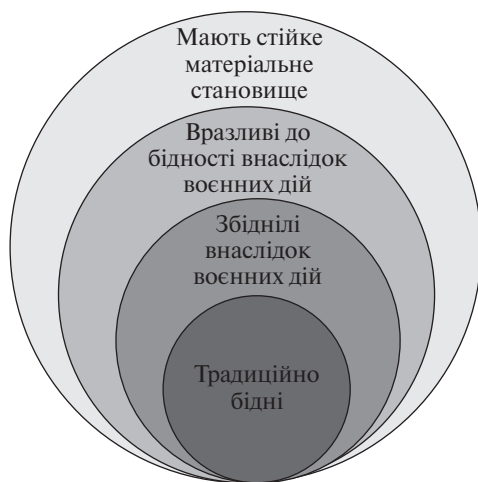 Мають стійке
матеріальне
становище
Вразливі до
бідності внаслідок
воєнних дій
Збіднілі
внаслідок
воєнних дій
Традиційно
бідні